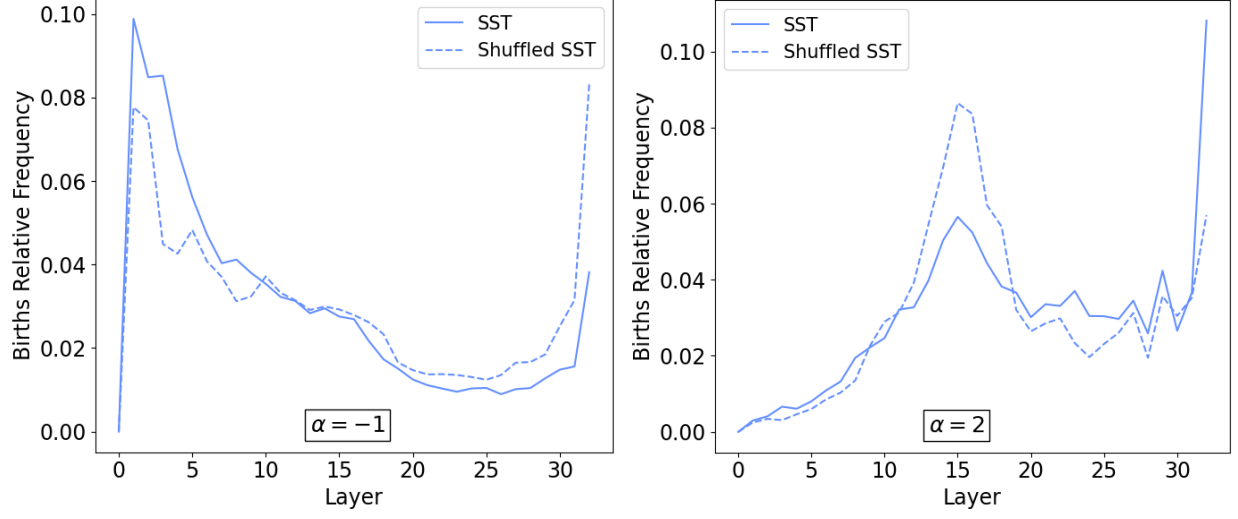 SST
Shuffled SST
Births Relative Frequency
0.10
0.08
0.06
0.04
0.02
0.00
α = −1
0 5 10 15 20 25 30
Layer
SST
Shuffled SST
Births Relative Frequency
0.10
0.08
0.06
0.04
0.02
0.00
α = 2
0 5 10 15 20 25 30
Layer